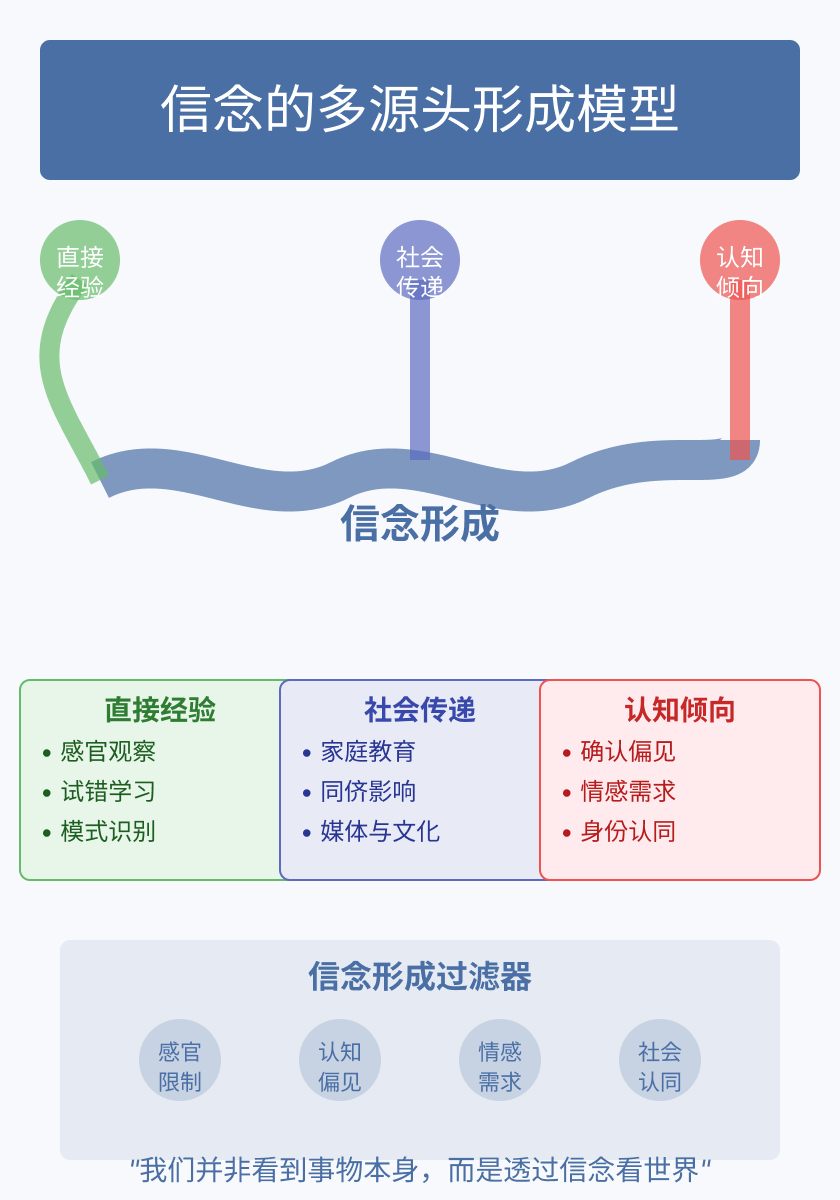 信念的多源头形成模型
直接
经验
社会
传递
认知
倾向
信念形成
直接经验
• 感官观察
• 试错学习
• 模式识别
社会传递
• 家庭教育
• 同侪影响
• 媒体与文化
认知倾向
• 确认偏见
• 情感需求
• 身份认同
信念形成过滤器
感官
限制
认知
偏见
情感
需求
社会
认同
"我们并非看到事物本身，而是透过信念看世界"